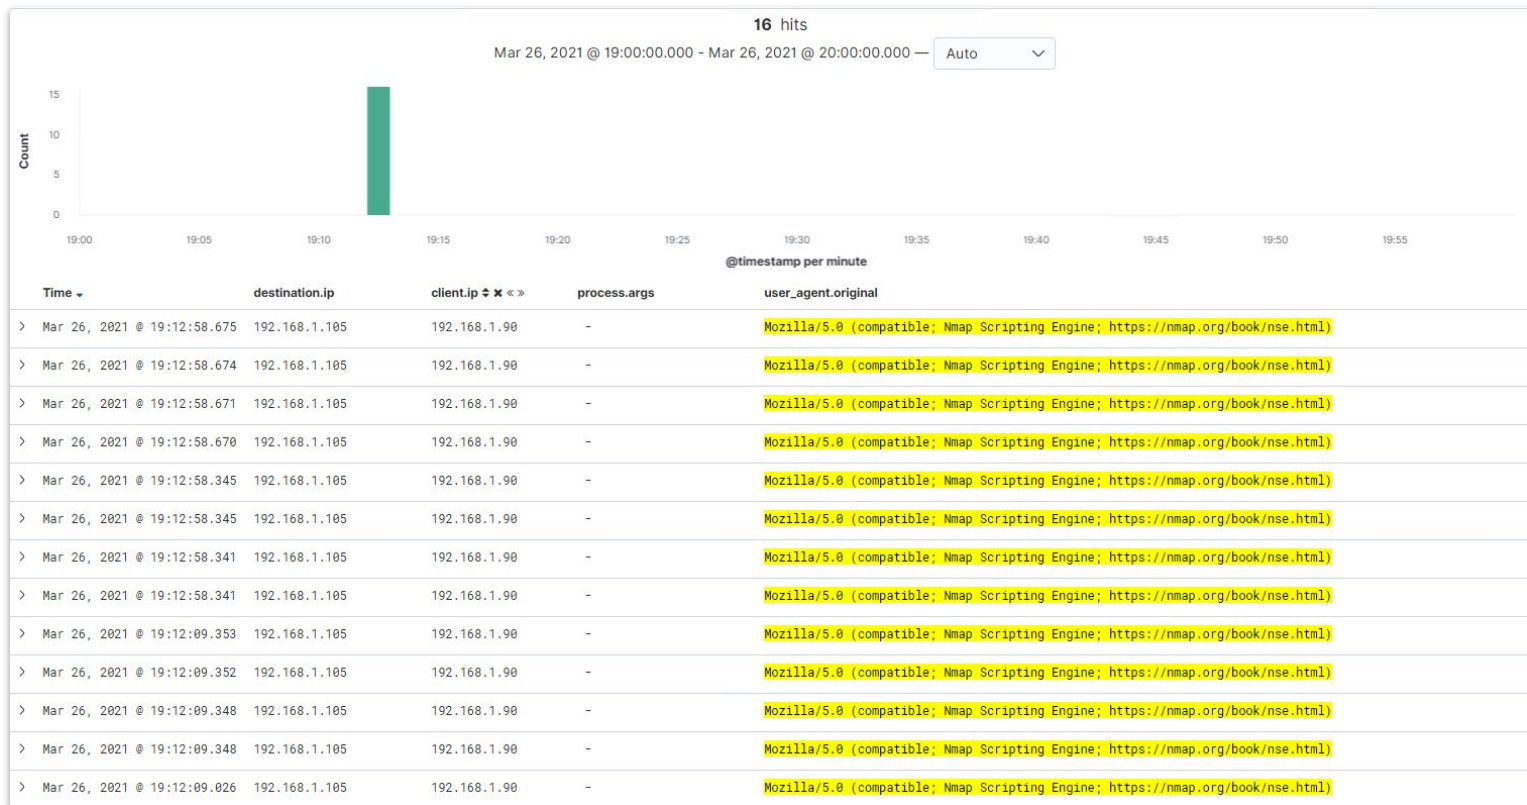 16 hits
Mar 26, 2021 @ 19:00:00.000 - Mar 26, 2021 @ 20:00:00.000 — Auto
15
10
5
0
Count
19:00 19:05 19:10 19:15 19:20 19:25 19:30 19:35 19:40 19:45 19:50 19:55
@timestamp per minute
Time destination.ip client.ip process.args user_agent.original
Mar 26, 2021 @ 19:12:58.675 192.168.1.105 192.168.1.90 - Mozilla/5.0 (compatible; Nmap Scripting Engine; https://nmap.org/book/nse.html)
Mar 26, 2021 @ 19:12:58.674 192.168.1.105 192.168.1.90 - Mozilla/5.0 (compatible; Nmap Scripting Engine; https://nmap.org/book/nse.html)
Mar 26, 2021 @ 19:12:58.671 192.168.1.105 192.168.1.90 - Mozilla/5.0 (compatible; Nmap Scripting Engine; https://nmap.org/book/nse.html)
Mar 26, 2021 @ 19:12:58.670 192.168.1.105 192.168.1.90 - Mozilla/5.0 (compatible; Nmap Scripting Engine; https://nmap.org/book/nse.html)
Mar 26, 2021 @ 19:12:58.345 192.168.1.105 192.168.1.90 - Mozilla/5.0 (compatible; Nmap Scripting Engine; https://nmap.org/book/nse.html)
Mar 26, 2021 @ 19:12:58.345 192.168.1.105 192.168.1.90 - Mozilla/5.0 (compatible; Nmap Scripting Engine; https://nmap.org/book/nse.html)
Mar 26, 2021 @ 19:12:58.341 192.168.1.105 192.168.1.90 - Mozilla/5.0 (compatible; Nmap Scripting Engine; https://nmap.org/book/nse.html)
Mar 26, 2021 @ 19:12:58.341 192.168.1.105 192.168.1.90 - Mozilla/5.0 (compatible; Nmap Scripting Engine; https://nmap.org/book/nse.html)
Mar 26, 2021 @ 19:12:09.353 192.168.1.105 192.168.1.90 - Mozilla/5.0 (compatible; Nmap Scripting Engine; https://nmap.org/book/nse.html)
Mar 26, 2021 @ 19:12:09.352 192.168.1.105 192.168.1.90 - Mozilla/5.0 (compatible; Nmap Scripting Engine; https://nmap.org/book/nse.html)
Mar 26, 2021 @ 19:12:09.348 192.168.1.105 192.168.1.90 - Mozilla/5.0 (compatible; Nmap Scripting Engine; https://nmap.org/book/nse.html)
Mar 26, 2021 @ 19:12:09.348 192.168.1.105 192.168.1.90 - Mozilla/5.0 (compatible; Nmap Scripting Engine; https://nmap.org/book/nse.html)
Mar 26, 2021 @ 19:12:09.026 192.168.1.105 192.168.1.90 - Mozilla/5.0 (compatible; Nmap Scripting Engine; https://nmap.org/book/nse.html)